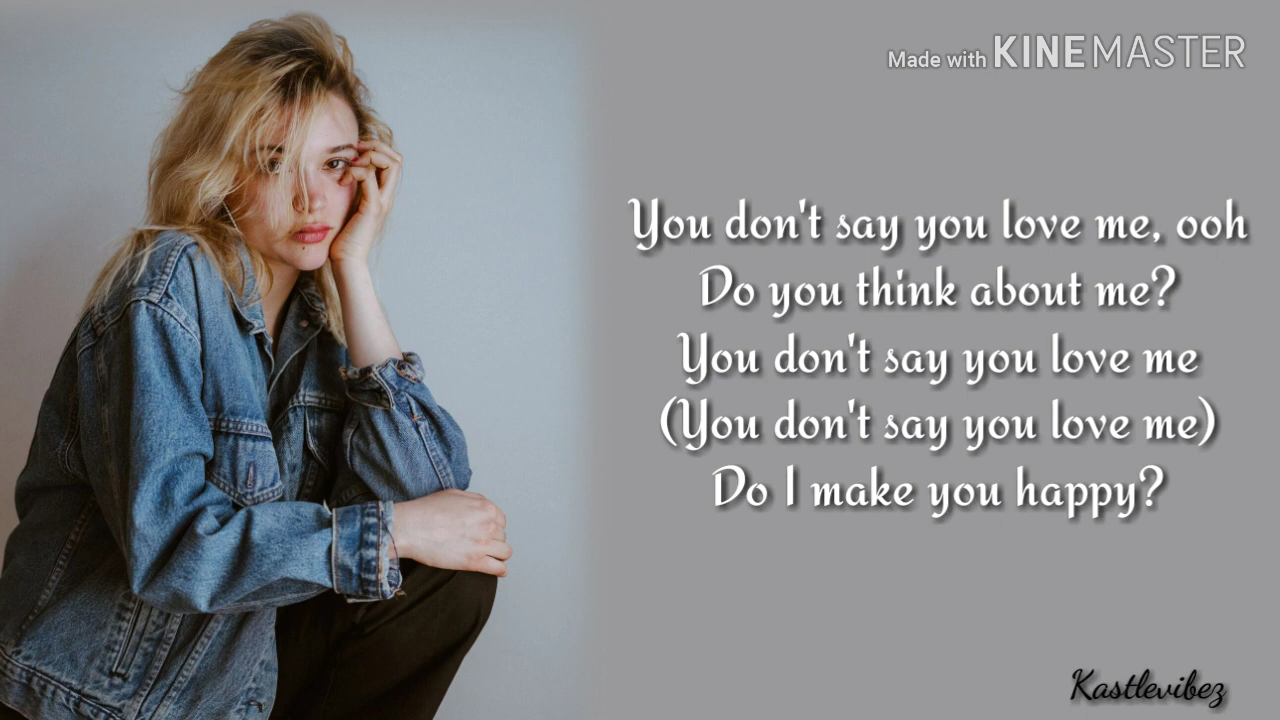 Made with KINEMASTER
You don't say you love me, ooh
Do you think about me?
You don't say you love me
(You don't say you love me)
Do I make you happy?
Kastlevibez